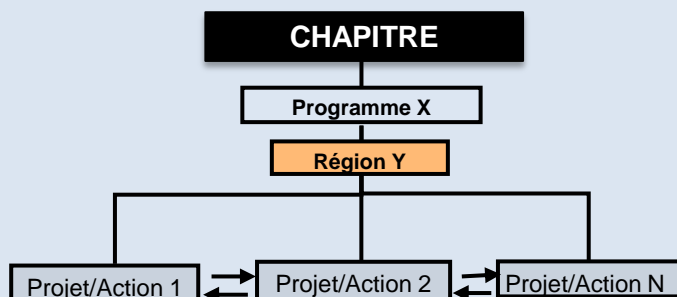 CHAPITRE
Programme X
Région Y
Projet/Action 1
Projet/Action 2
Projet/Action N